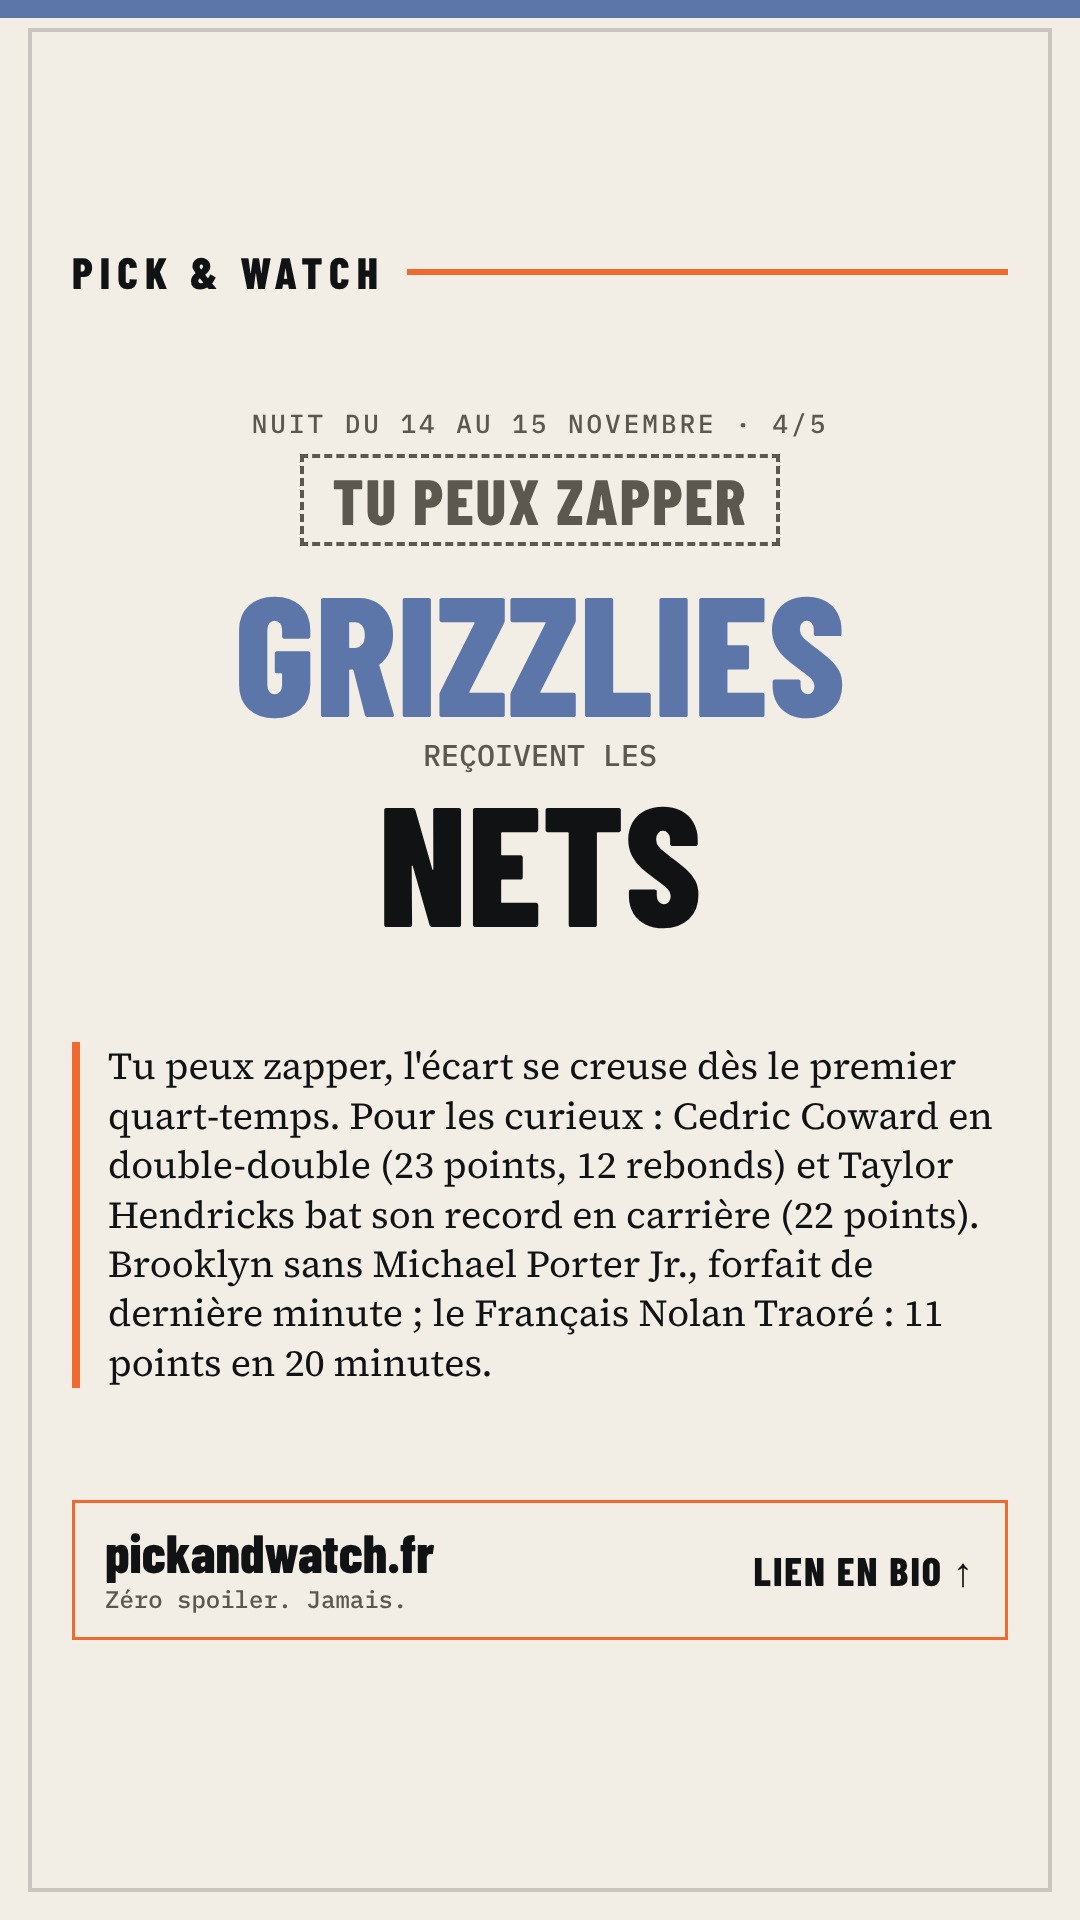 PICK & WATCH
NUIT DU 14 AU 15 NOVEMBRE · 4/5
TU PEUX ZAPPER
GRIZZLIES
REÇOIVENT LES
NETS
Tu peux zapper, l'écart se creuse dès le premier
quart-temps. Pour les curieux : Cedric Coward en
double-double (23 points, 12 rebonds) et Taylor
Hendricks bat son record en carrière (22 points).
Brooklyn sans Michael Porter Jr., forfait de
dernière minute ; le Français Nolan Traoré : 11
points en 20 minutes.
pickandwatch.fr
Zéro spoiler. Jamais.
LIEN EN BIO ↑